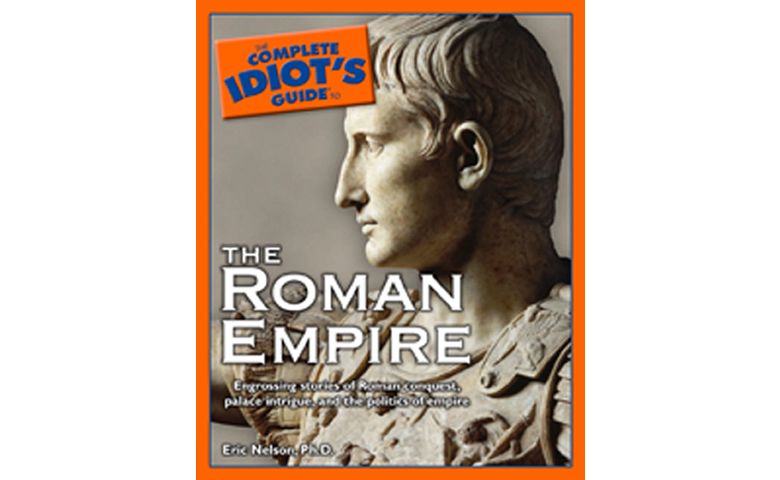 THE
COMPLETE
IDIOT'S
GUIDE TO
THE
ROMAN
EMPIRE
Engrossing stories of Roman conquest,
palace intrigue, and the politics of empire
Eric Nelson, Ph.D.